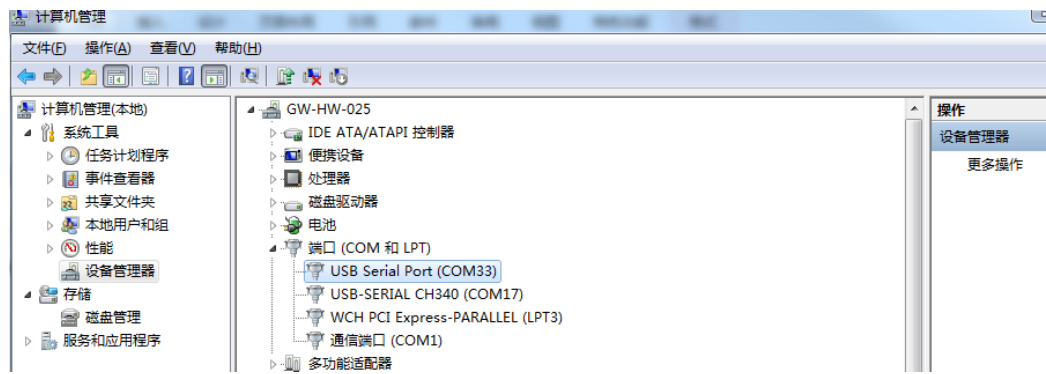 计算机管理
文件(F) 操作(A) 查看(V) 帮助(H)
计算机管理(本地)
系统工具
任务计划程序
事件查看器
共享文件夹
本地用户和组
性能
设备管理器
存储
磁盘管理
服务和应用程序
GW-HW-025
IDE ATA/ATAPI 控制器
便携设备
处理器
磁盘驱动器
电池
端口 (COM 和 LPT)
USB Serial Port (COM33)
USB-SERIAL CH340 (COM17)
WCH PCI Express-PARALLEL (LPT3)
通信端口 (COM1)
多功能适配器
操作
设备管理器
更多操作